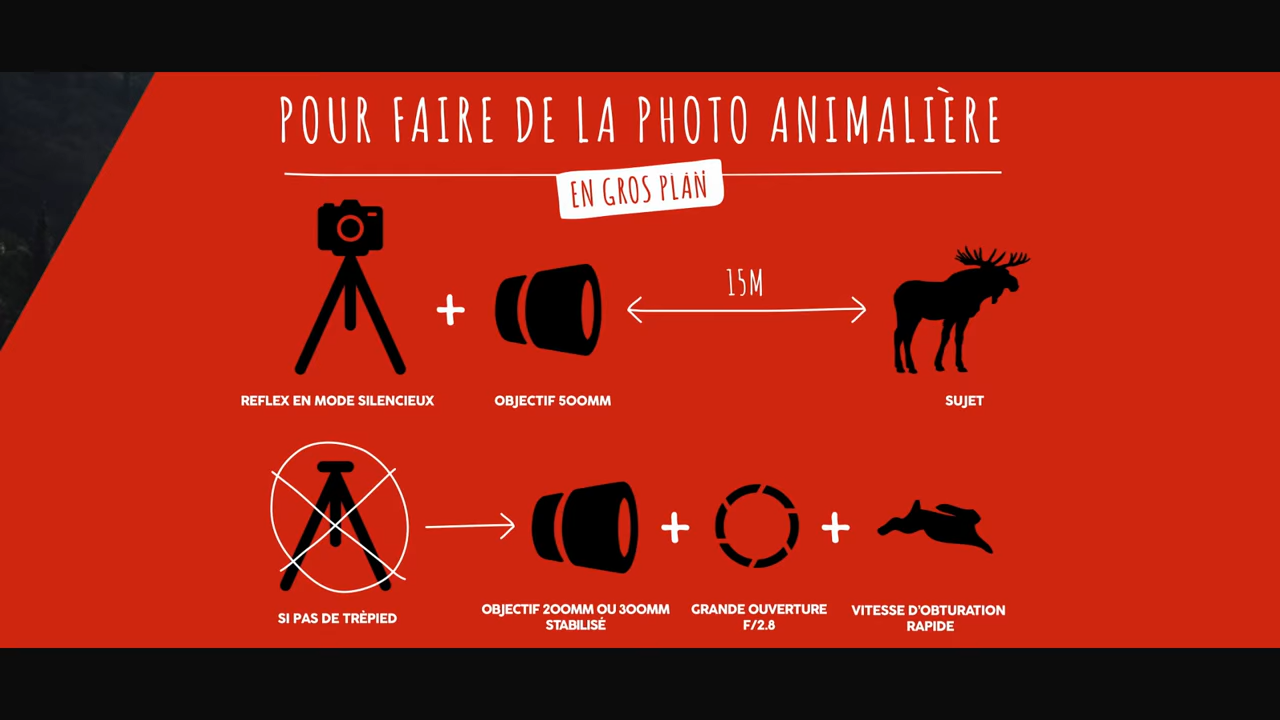 POUR FAIRE DE LA PHOTO ANIMALIÈRE
EN GROS PLAN
15M
REFLEX EN MODE SILENCIEUX
OBJECTIF 500MM
SUJET
SI PAS DE TRÈPIED
OBJECTIF 200MM OU 300MM
STABILISÉ
GRANDE OUVERTURE
F/2.8
VITESSE D'OBTURATION
RAPIDE